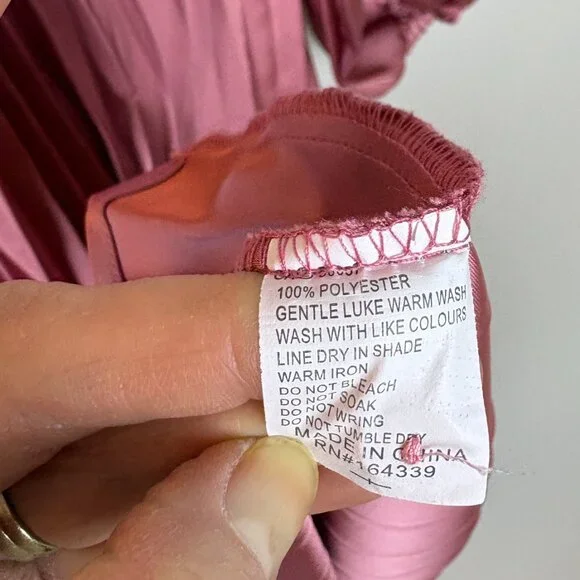 100% POLYESTER
GENTLE LUKE WARM WASH
WASH WITH LIKE COLOURS
LINE DRY IN SHADE
WARM IRON
DO NOT BLEACH
DO NOT SOAK
DO NOT WRING
DO NOT TUMBLE DRY
MADE IN CHINA
MRN#164339